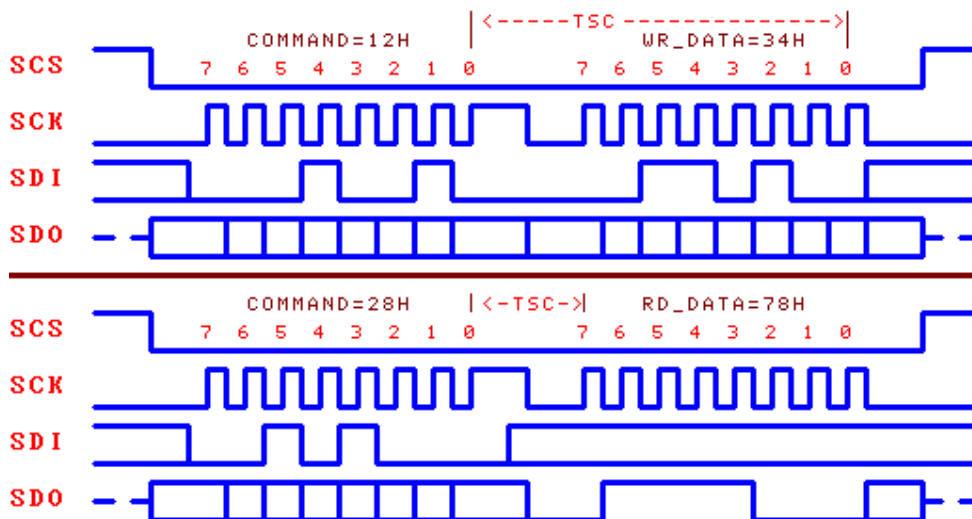 |<-----TSC --------------->|
COMMAND=12H WR_DATA=34H
SCS 7 6 5 4 3 2 1 0 7 6 5 4 3 2 1 0
SCK
SDI
SDO
COMMAND=28H |<-TSC->| RD_DATA=78H
SCS 7 6 5 4 3 2 1 0 7 6 5 4 3 2 1 0
SCK
SDI
SDO